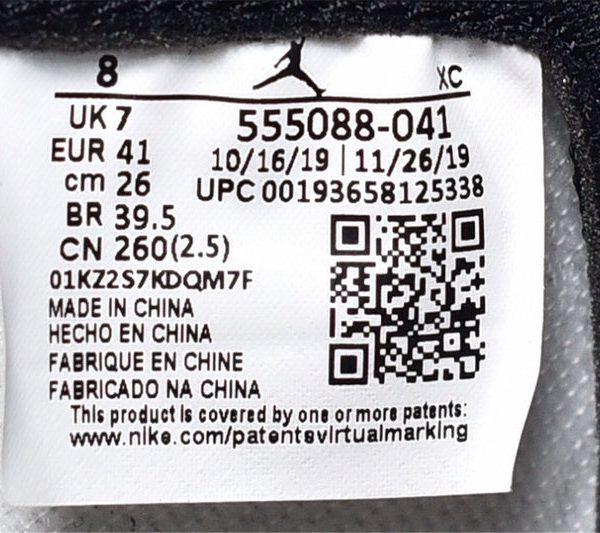 8 XC
UK 7
EUR 41
cm 26
BR 39.5
CN 260(2.5)
555088-041
10/16/19 | 11/26/19
UPC 00193658125338
01KZ2S7KDQM7F
MADE IN CHINA
HECHO EN CHINA
FABRIQUE EN CHINE
FABRICADO NA CHINA
This product is covered by one or more patents:
www.nike.com/patentsvirtualmarking